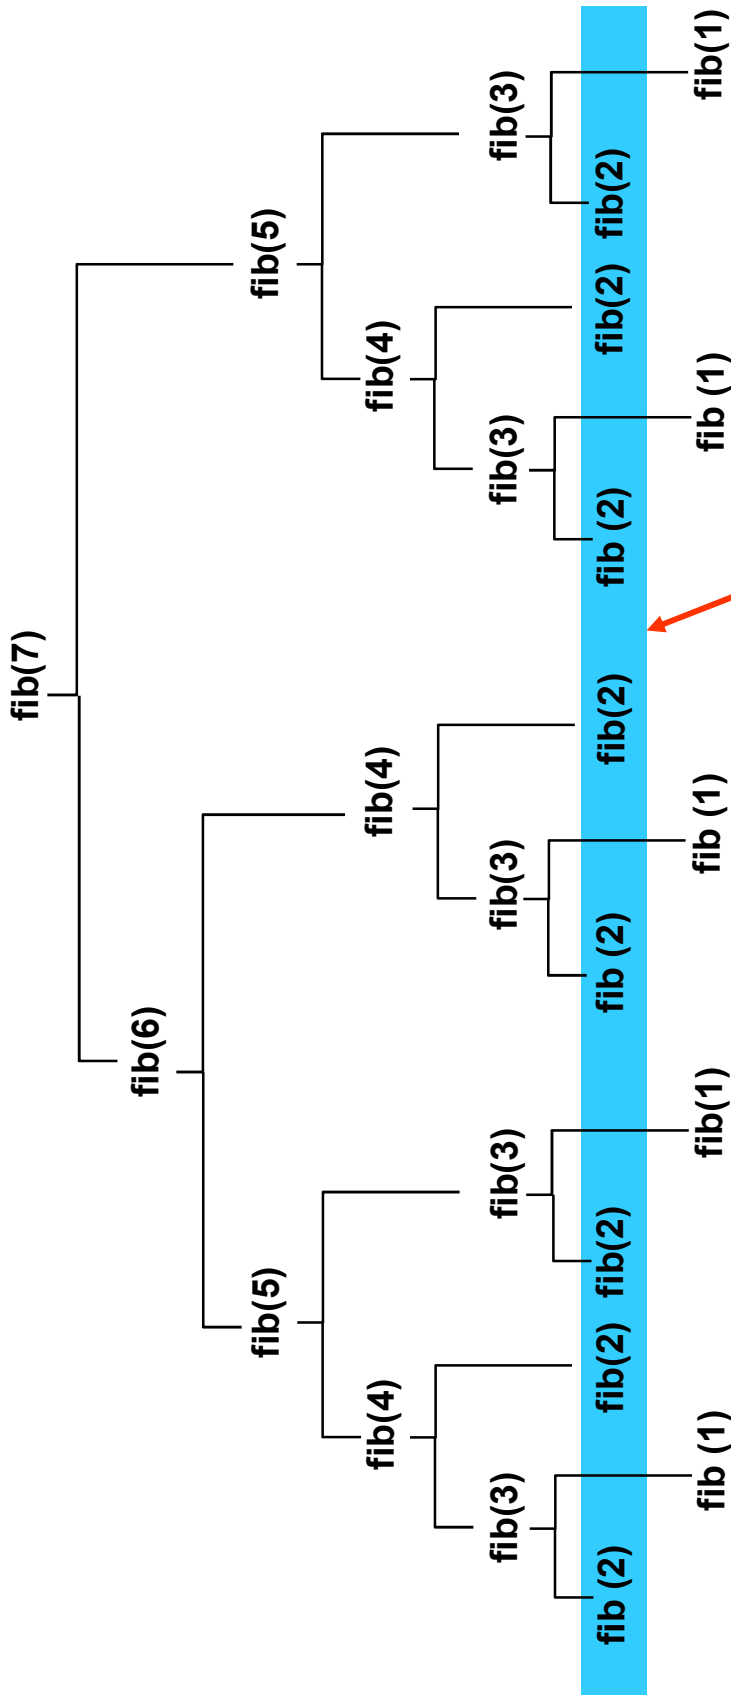 fib(7)
fib(6)
fib(5) fib(5)
fib(4) fib(4) fib(4)
fib(3) fib(3) fib(3) fib(3) fib(3)
fib (2) fib(2) fib(2) fib (2) fib(2) fib (2) fib(2) fib(2)
fib (1) fib(1) fib (1) fib (1) fib(1)